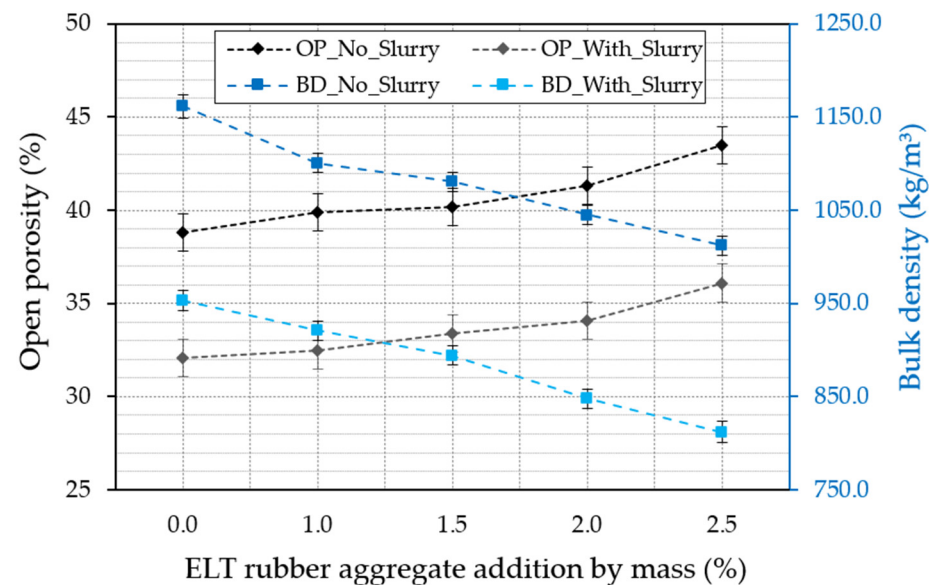 50
45
40
35
30
25
Open porosity (%)
OP_No_Slurry
OP_With_Slurry
BD_No_Slurry
BD_With_Slurry
1250.0
1150.0
1050.0
950.0
850.0
750.0
Bulk density (kg/m³)
0.0 1.0 1.5 2.0 2.5
ELT rubber aggregate addition by mass (%)